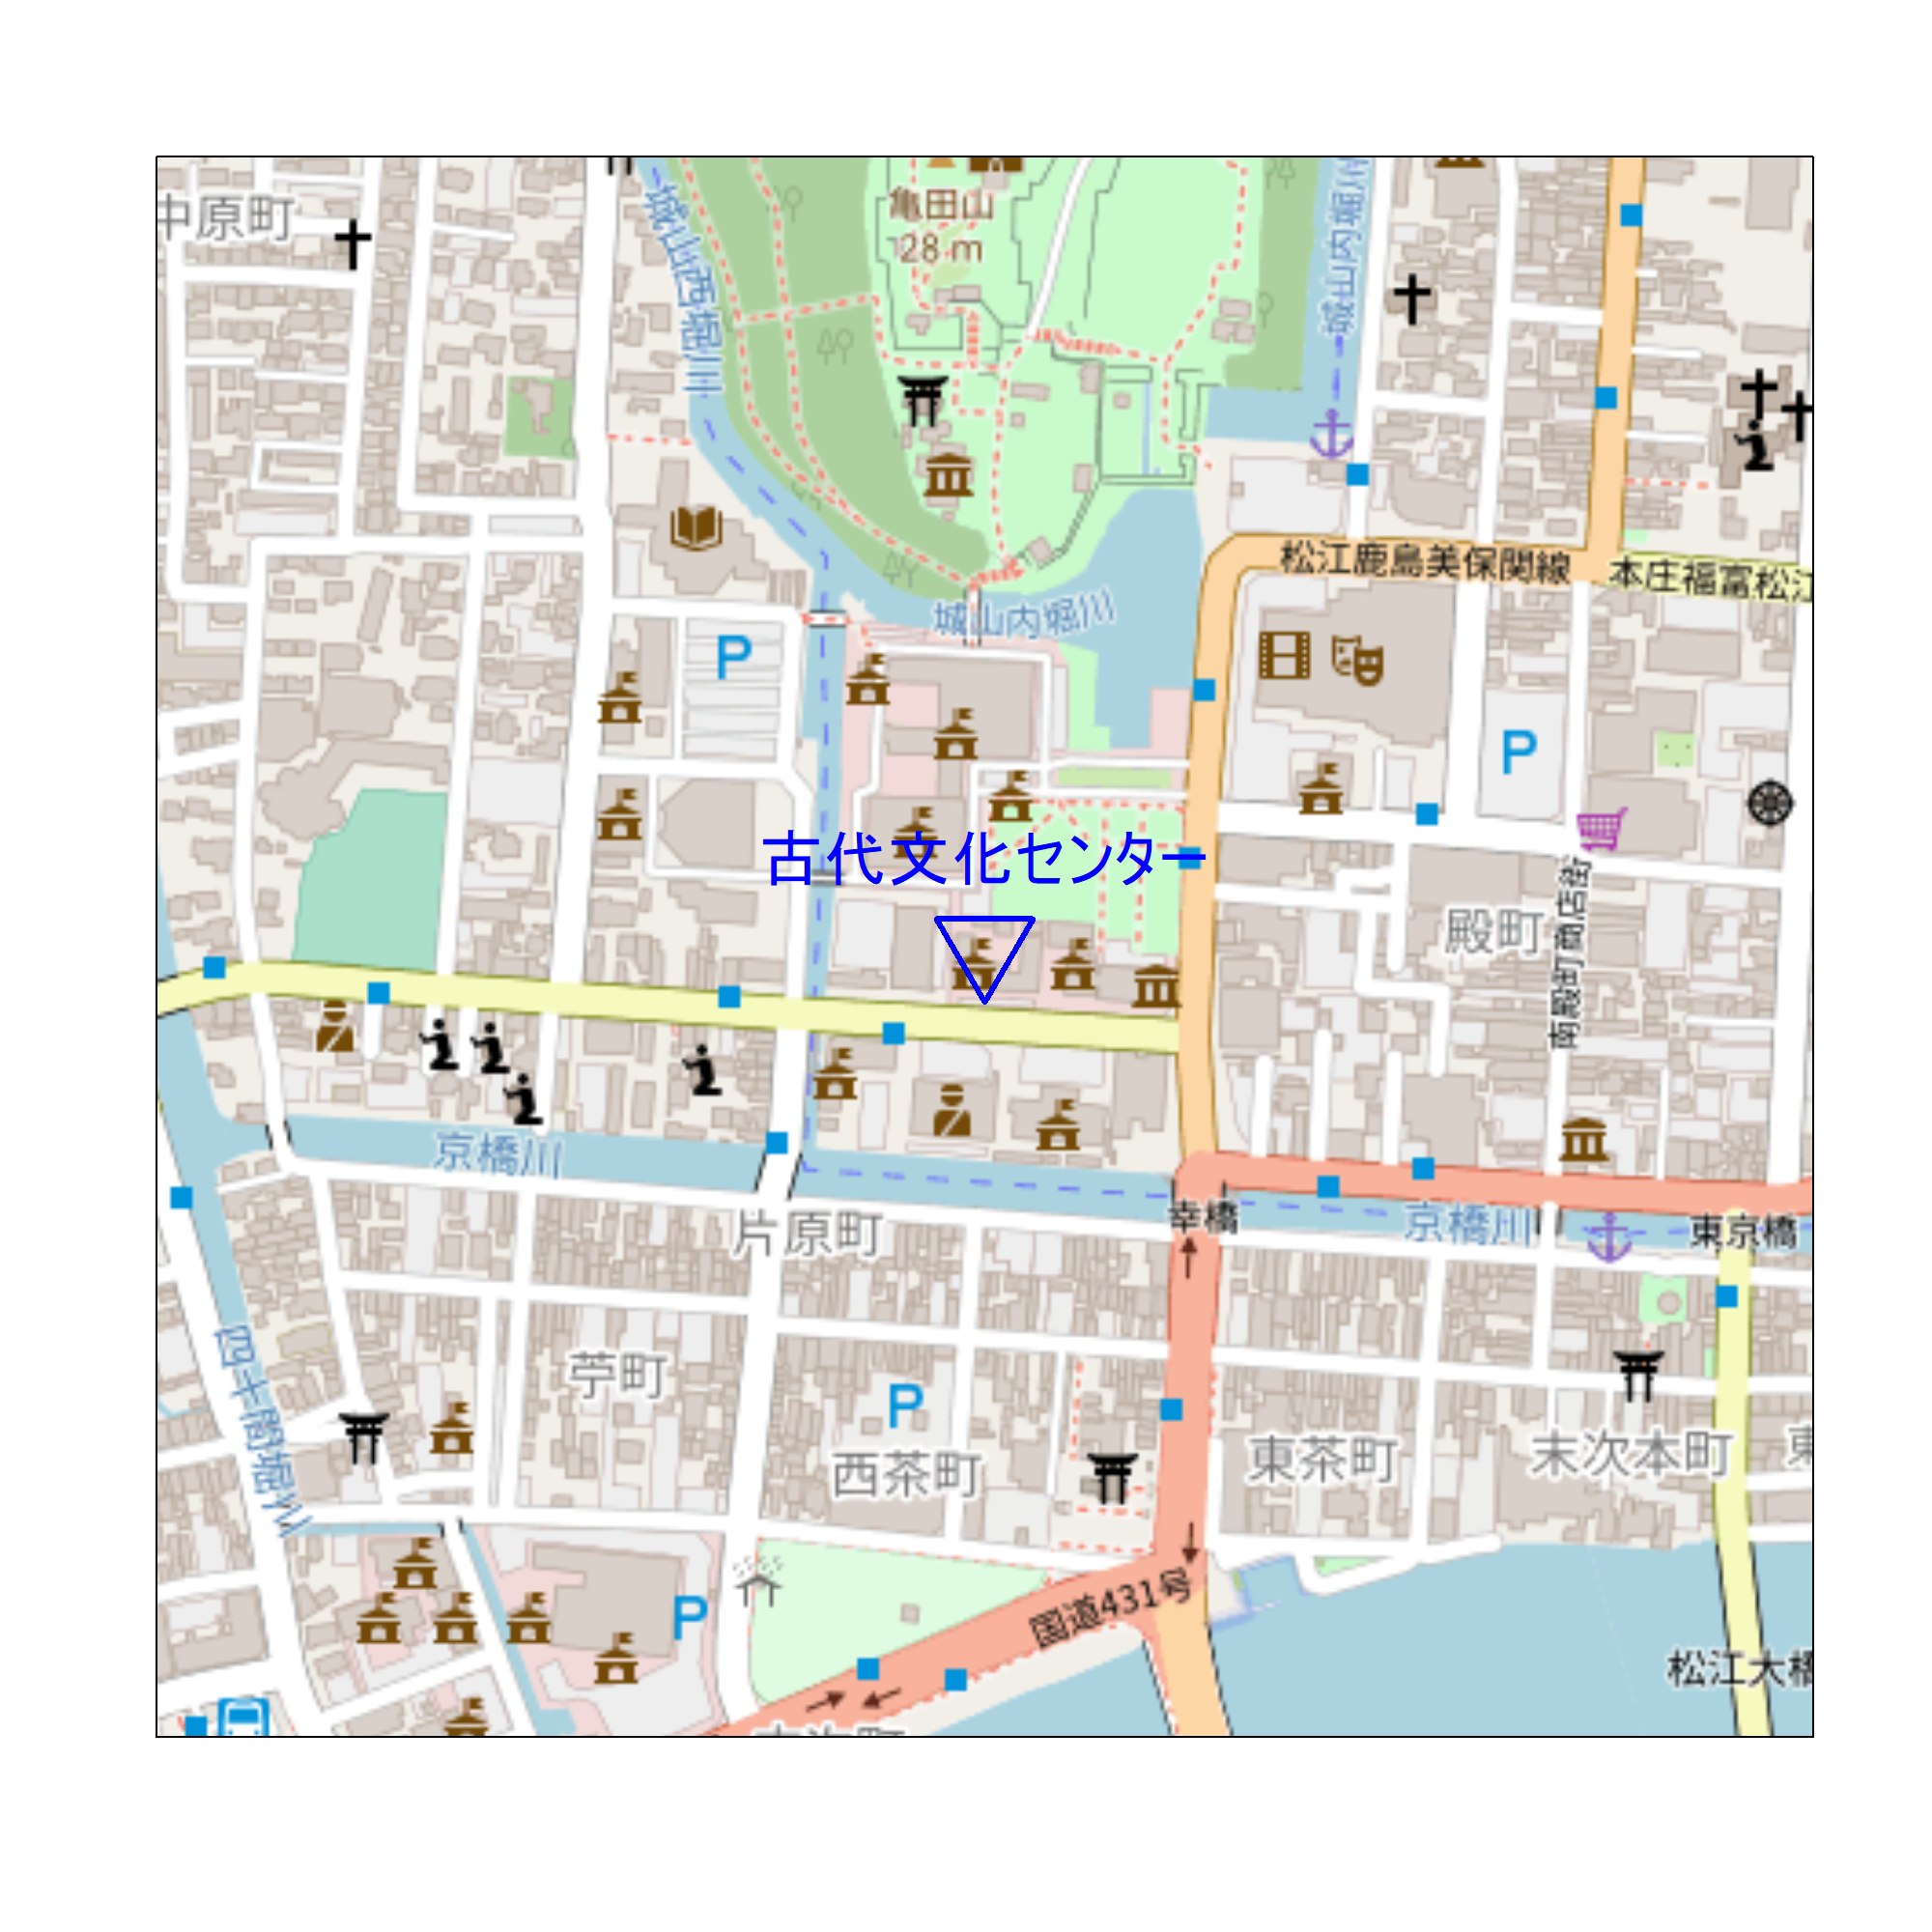 中原町
亀田山
28 m
城山西堀川
城山内堀川
松江鹿島美保関線
本庄福富松江
城山内堀川
P
P
古代文化センター
殿町
南殿町商店街
京橋川
幸橋
京橋川
東京橋
片原町
苧町
四十間堀川
P
西茶町
東茶町
末次本町
東
国道431号
P
松江大橋